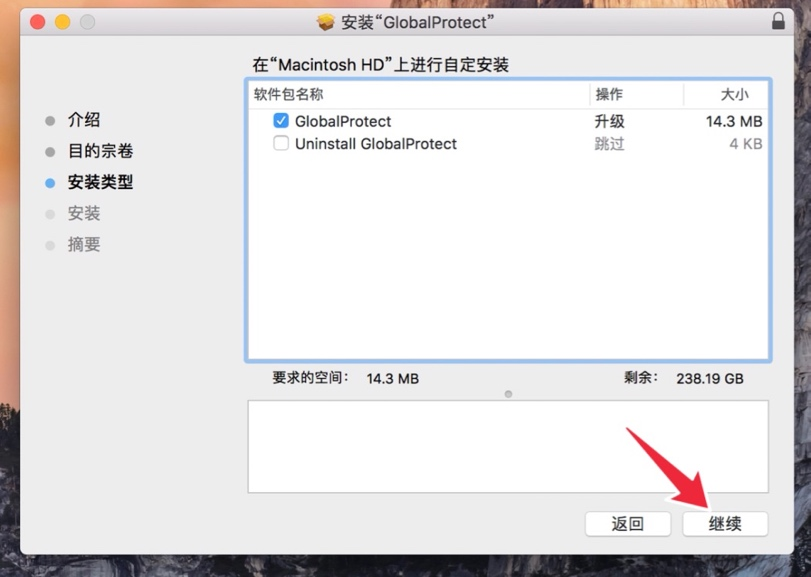 安装“GlobalProtect”
在“Macintosh HD”上进行自定安装
介绍
目的宗卷
安装类型
安装
摘要
软件包名称 操作 大小
GlobalProtect 升级 14.3 MB
Uninstall GlobalProtect 跳过 4 KB
要求的空间： 14.3 MB 剩余： 238.19 GB
返回 继续